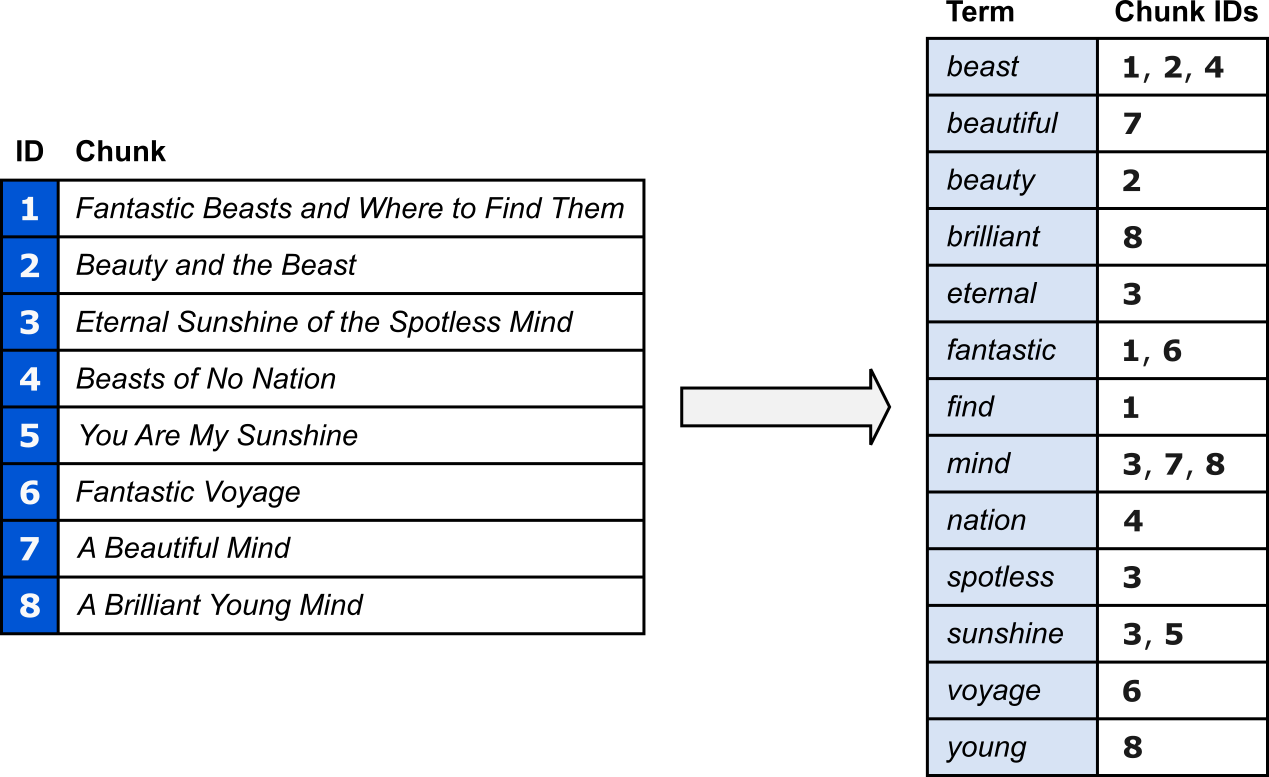 ID Chunk
1 Fantastic Beasts and Where to Find Them
2 Beauty and the Beast
3 Eternal Sunshine of the Spotless Mind
4 Beasts of No Nation
5 You Are My Sunshine
6 Fantastic Voyage
7 A Beautiful Mind
8 A Brilliant Young Mind
Term Chunk IDs
beast 1, 2, 4
beautiful 7
beauty 2
brilliant 8
eternal 3
fantastic 1, 6
find 1
mind 3, 7, 8
nation 4
spotless 3
sunshine 3, 5
voyage 6
young 8